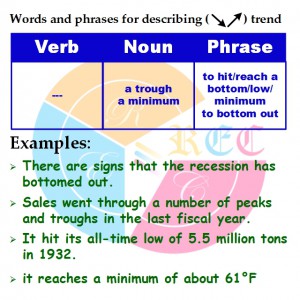 Words and phrases for describing (↘↗) trend
Verb Noun Phrase
---
a trough
a minimum
to hit/reach a
bottom/low/
minimum
to bottom out
REC
Examples:
➢ There are signs that the recession has
bottomed out.
➢ Sales went through a number of peaks
and troughs in the last fiscal year.
➢ It hit its all-time low of 5.5 million tons
in 1932.
➢ it reaches a minimum of about 61°F